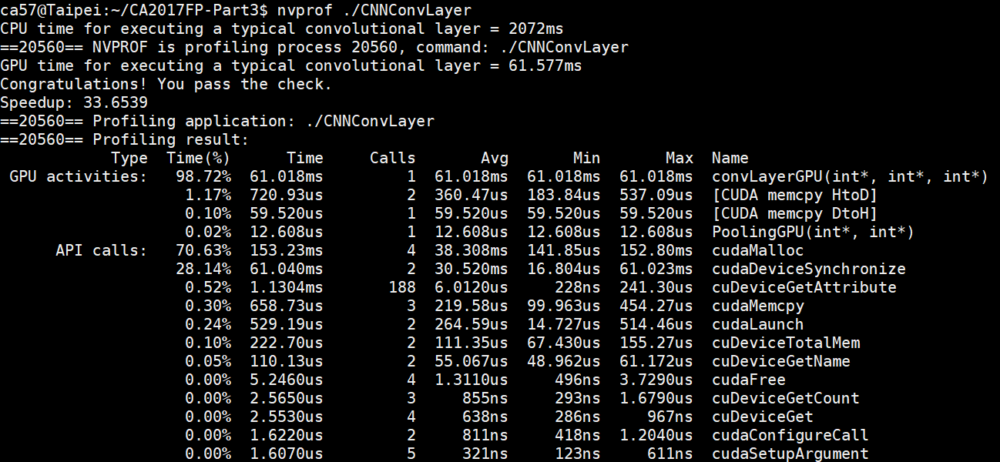 ca57@Taipei:~/CA2017FP-Part3$ nvprof ./CNNConvLayer
CPU time for executing a typical convolutional layer = 2072ms
==20560== NVPROF is profiling process 20560, command: ./CNNConvLayer
GPU time for executing a typical convolutional layer = 61.577ms
Congratulations! You pass the check.
Speedup: 33.6539
==20560== Profiling application: ./CNNConvLayer
==20560== Profiling result:
            Type  Time(%)      Time     Calls       Avg       Min       Max  Name
 GPU activities:   98.72%  61.018ms         1  61.018ms  61.018ms  61.018ms  convLayerGPU(int*, int*, int*)
                    1.17%  720.93us         2  360.47us  183.84us  537.09us  [CUDA memcpy HtoD]
                    0.10%  59.520us         1  59.520us  59.520us  59.520us  [CUDA memcpy DtoH]
                    0.02%  12.608us         1  12.608us  12.608us  12.608us  PoolingGPU(int*, int*)
      API calls:   70.63%  153.23ms         4  38.308ms  141.85us  152.80ms  cudaMalloc
                   28.14%  61.040ms         2  30.520ms  16.804us  61.023ms  cudaDeviceSynchronize
                    0.52%  1.1304ms       188  6.0120us     228ns  241.30us  cuDeviceGetAttribute
                    0.30%  658.73us         3  219.58us  99.963us  454.27us  cudaMemcpy
                    0.24%  529.19us         2  264.59us  14.727us  514.46us  cudaLaunch
                    0.10%  222.70us         2  111.35us  67.430us  155.27us  cuDeviceTotalMem
                    0.05%  110.13us         2  55.067us  48.962us  61.172us  cuDeviceGetName
                    0.00%  5.2460us         4  1.3110us     496ns  3.7290us  cudaFree
                    0.00%  2.5650us         3     855ns     293ns  1.6790us  cuDeviceGetCount
                    0.00%  2.5530us         4     638ns     286ns     967ns  cuDeviceGet
                    0.00%  1.6220us         2     811ns     418ns  1.2040us  cudaConfigureCall
                    0.00%  1.6070us         5     321ns     123ns     611ns  cudaSetupArgument